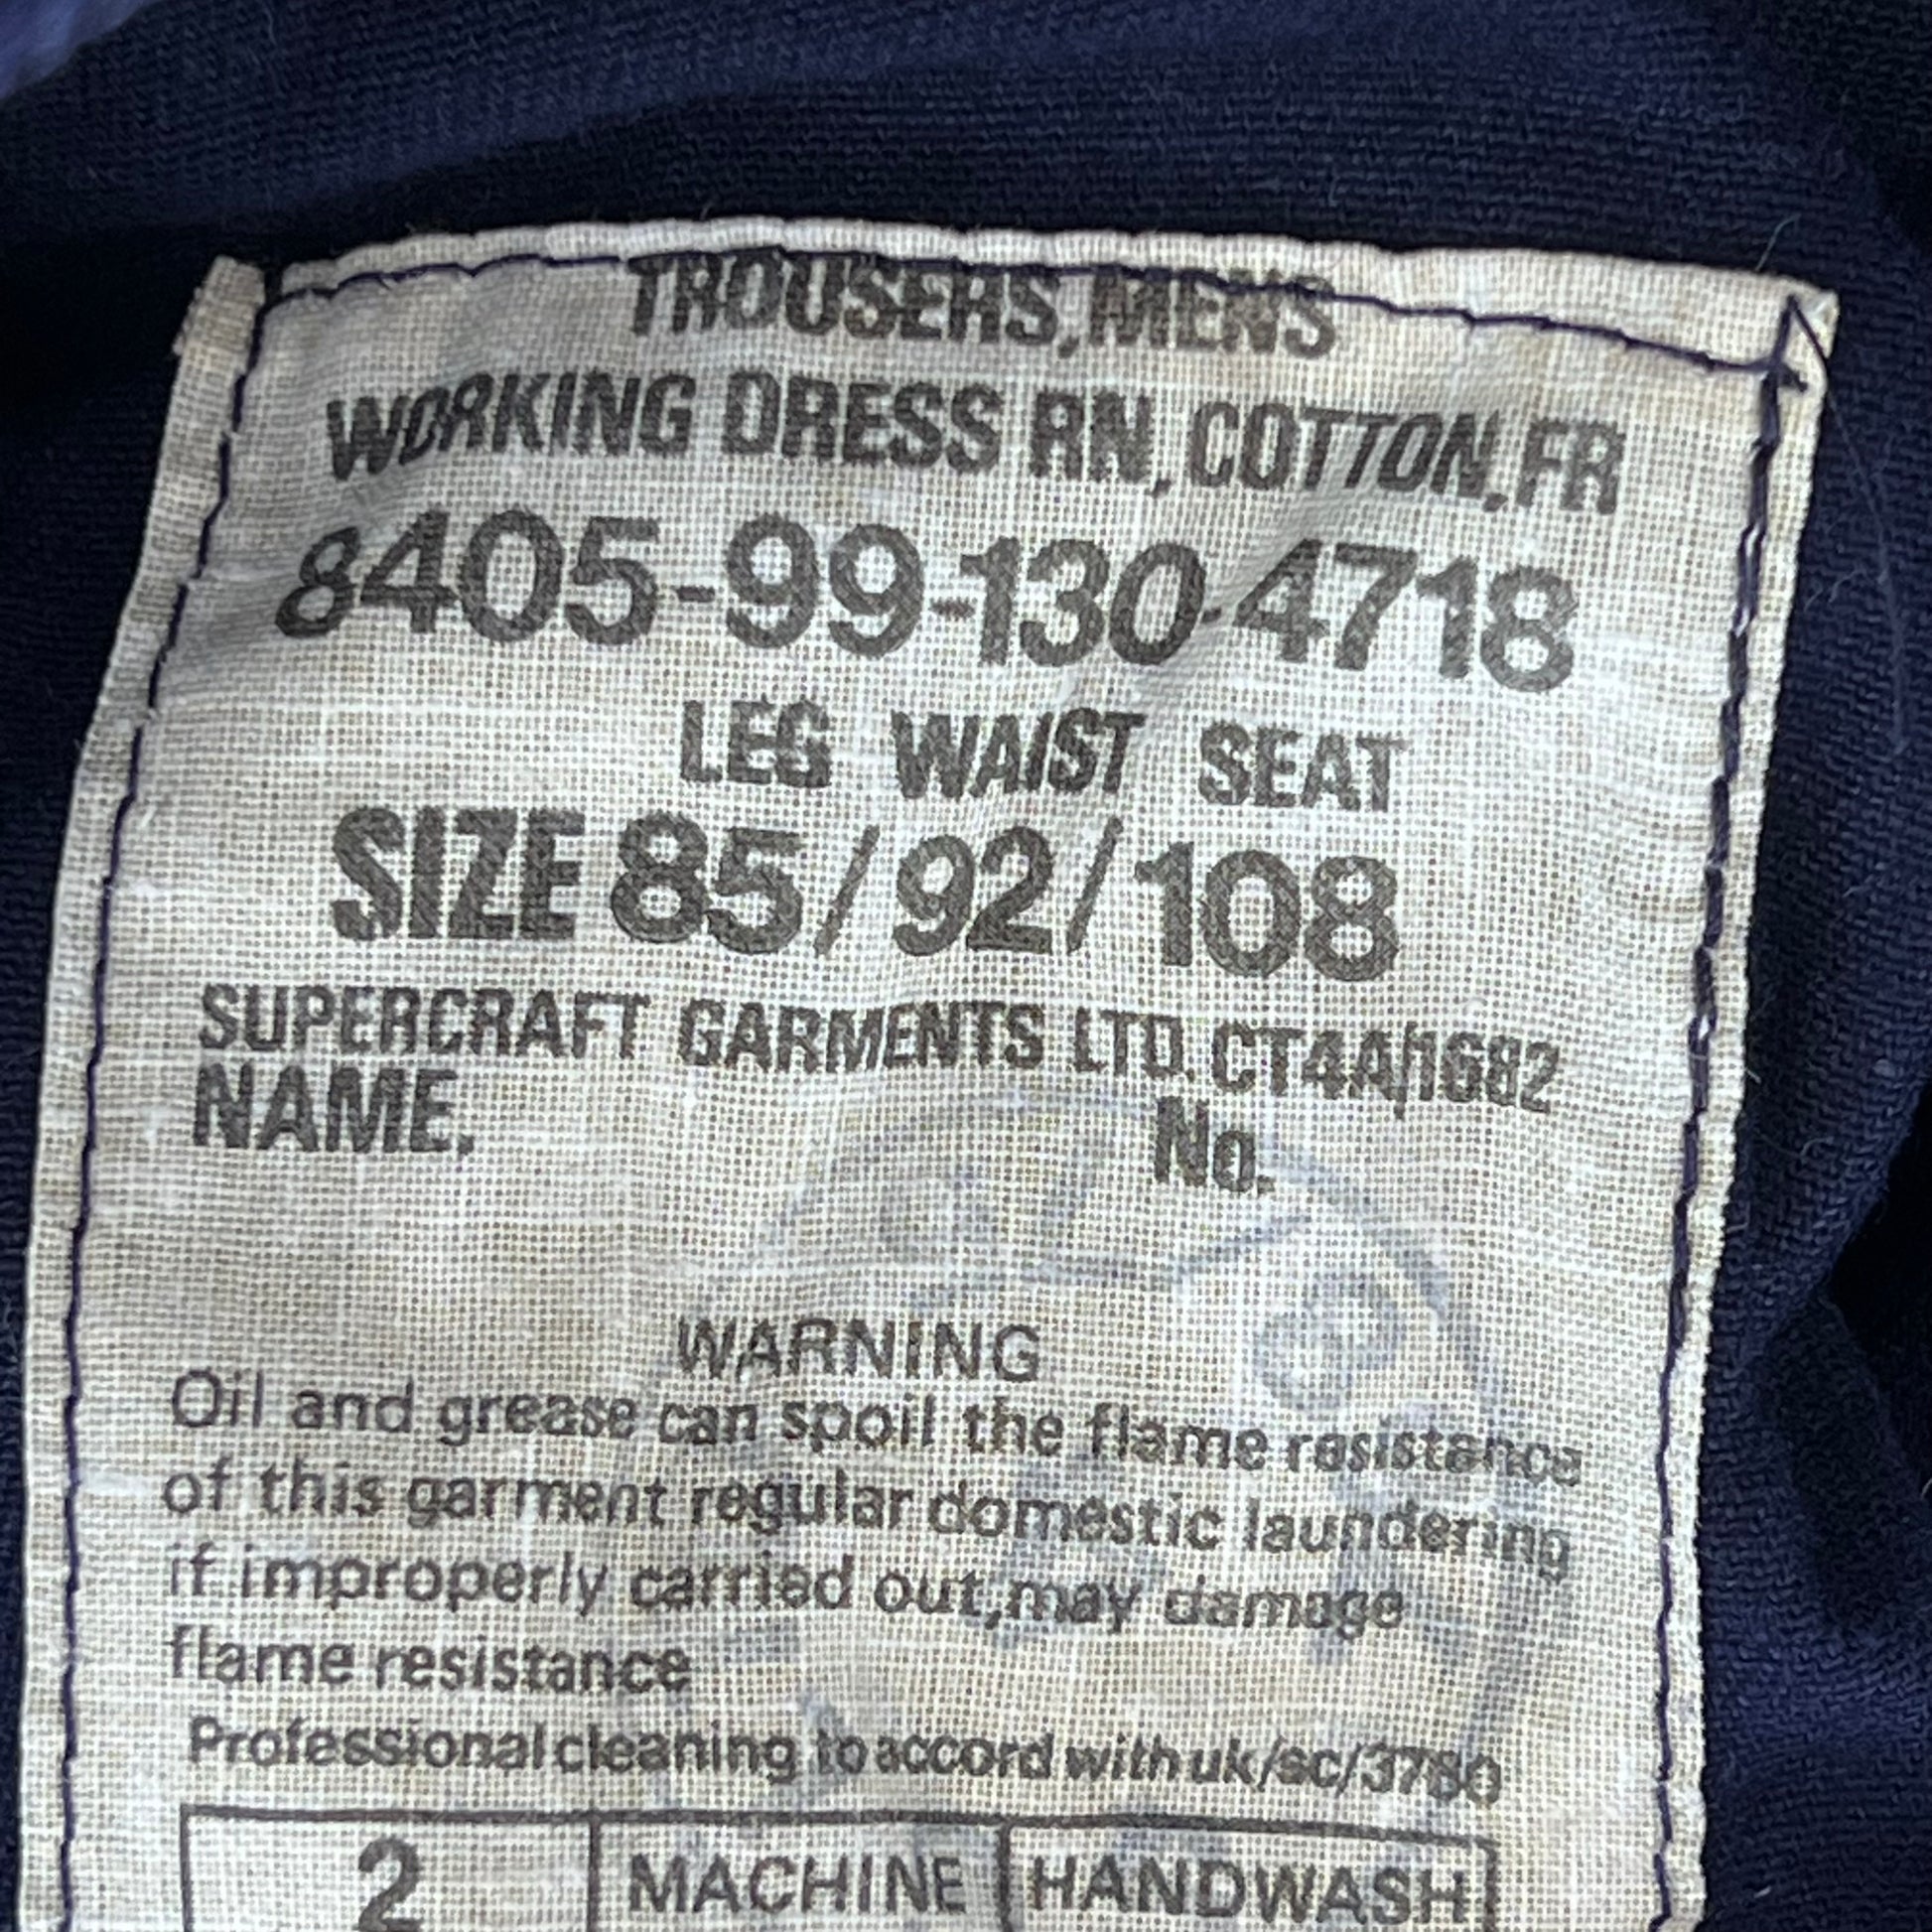 TROUSERS, MENS
WORKING DRESS RN, COTTON, FR
8405-99-130-4718
LEG WAIST SEAT
SIZE 85/92/108
SUPERCRAFT GARMENTS LTD. CT4A/1682
NAME. No.
WARNING
Oil and grease can spoil the flame resistance
of this garment regular domestic laundering
if improperly carried out, may damage
flame resistance
Professional cleaning to accord with uk/sc/3780
2 MACHINE HANDWASH